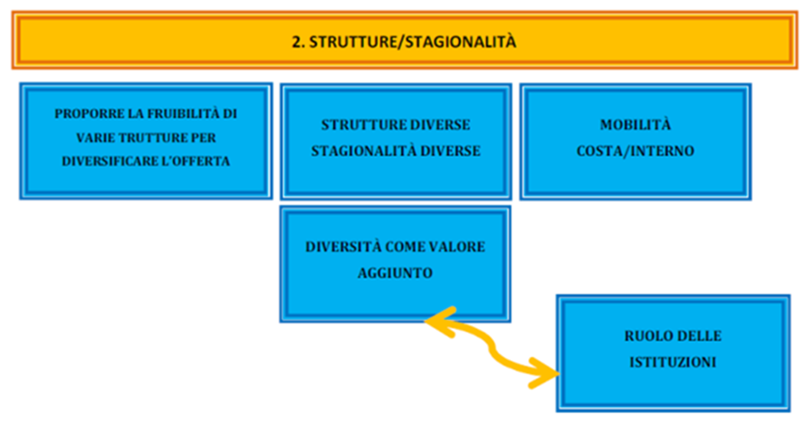 2. STRUTTURE/STAGIONALITÀ
PROPORRE LA FRUIBILITÀ DI
VARIE TRUTTURE PER
DIVERSIFICARE L'OFFERTA
STRUTTURE DIVERSE
STAGIONALITÀ DIVERSE
MOBILITÀ
COSTA/INTERNO
DIVERSITÀ COME VALORE
AGGIUNTO
RUOLO DELLE
ISTITUZIONI